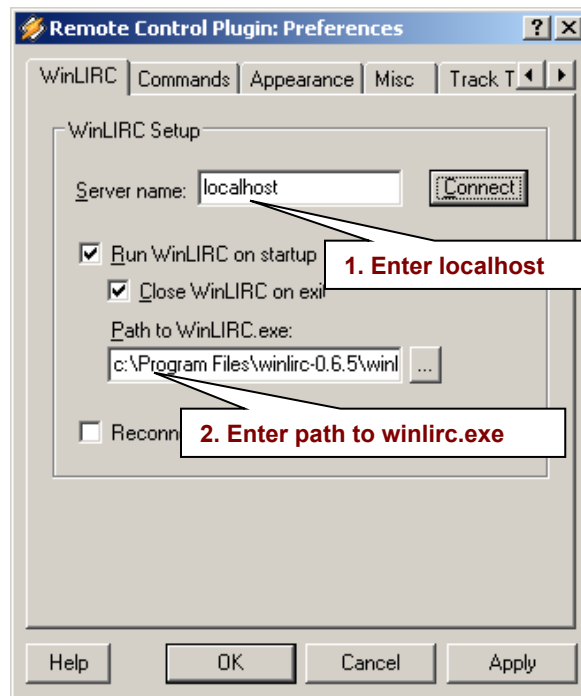 Remote Control Plugin: Preferences
WinLIRC Commands Appearance Misc Track T
WinLIRC Setup
Server name: localhost Connect
1. Enter localhost
Run WinLIRC on startup
Close WinLIRC on exit
Path to WinLIRC.exe:
c:\Program Files\winlirc-0.6.5\winl ...
2. Enter path to winlirc.exe
Reconn
Help OK Cancel Apply